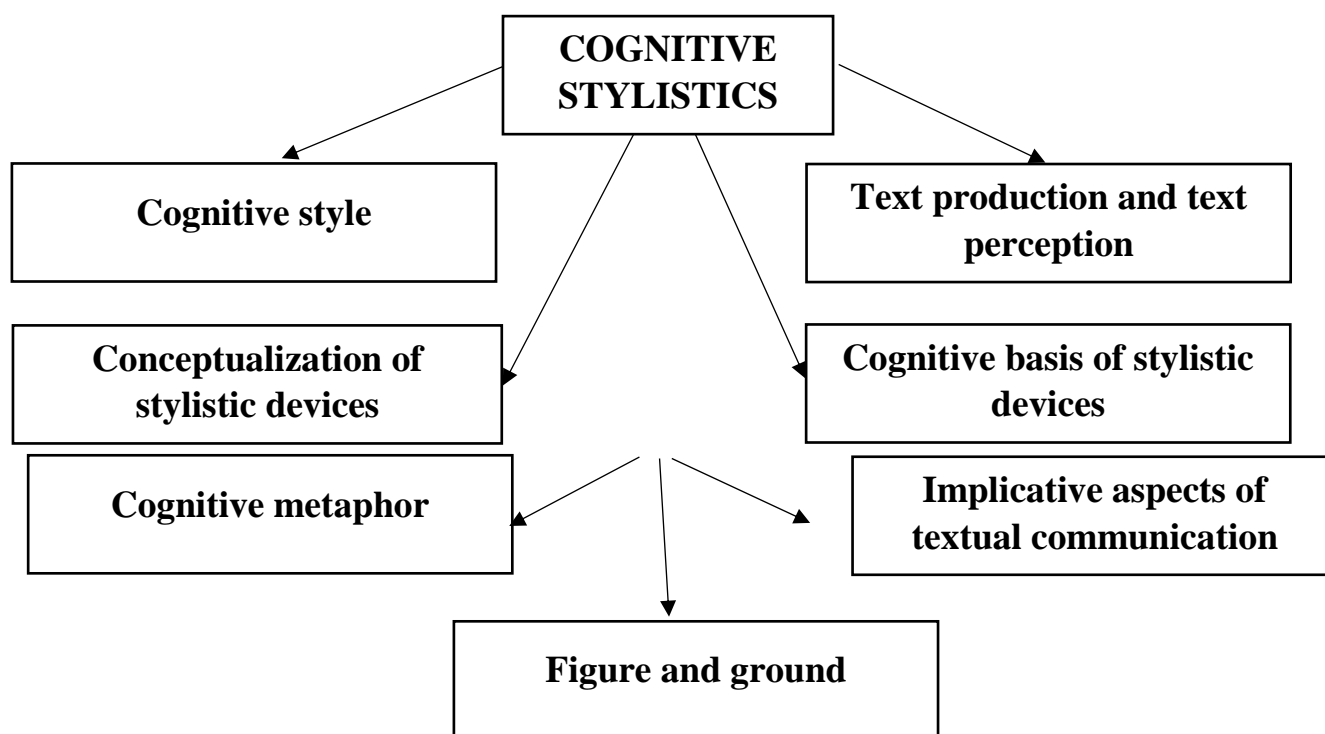 COGNITIVE
STYLISTICS
Cognitive style
Text production and text
perception
Conceptualization of
stylistic devices
Cognitive basis of stylistic
devices
Cognitive metaphor
Implicative aspects of
textual communication
Figure and ground